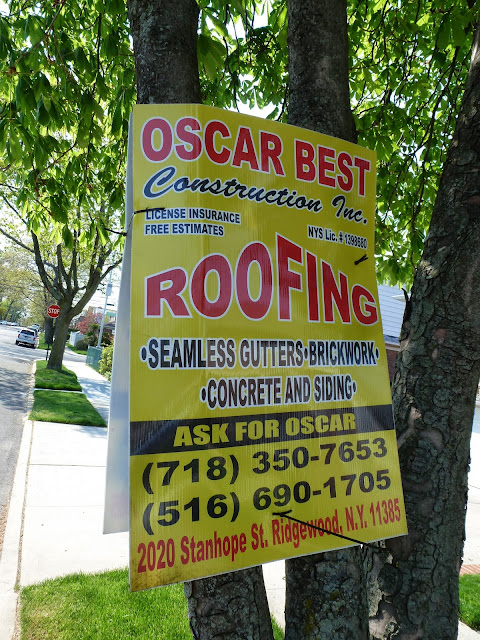 OSCAR BEST
Construction Inc.
LICENSE INSURANCE
FREE ESTIMATES
NYS Lic. # 1398680
ROOFING
•SEAMLESS GUTTERS•BRICKWORK•
•CONCRETE AND SIDING•
ASK FOR OSCAR
(718) 350-7653
(516) 690-1705
2020 Stanhope St. Ridgewood, N.Y. 11385
STOP